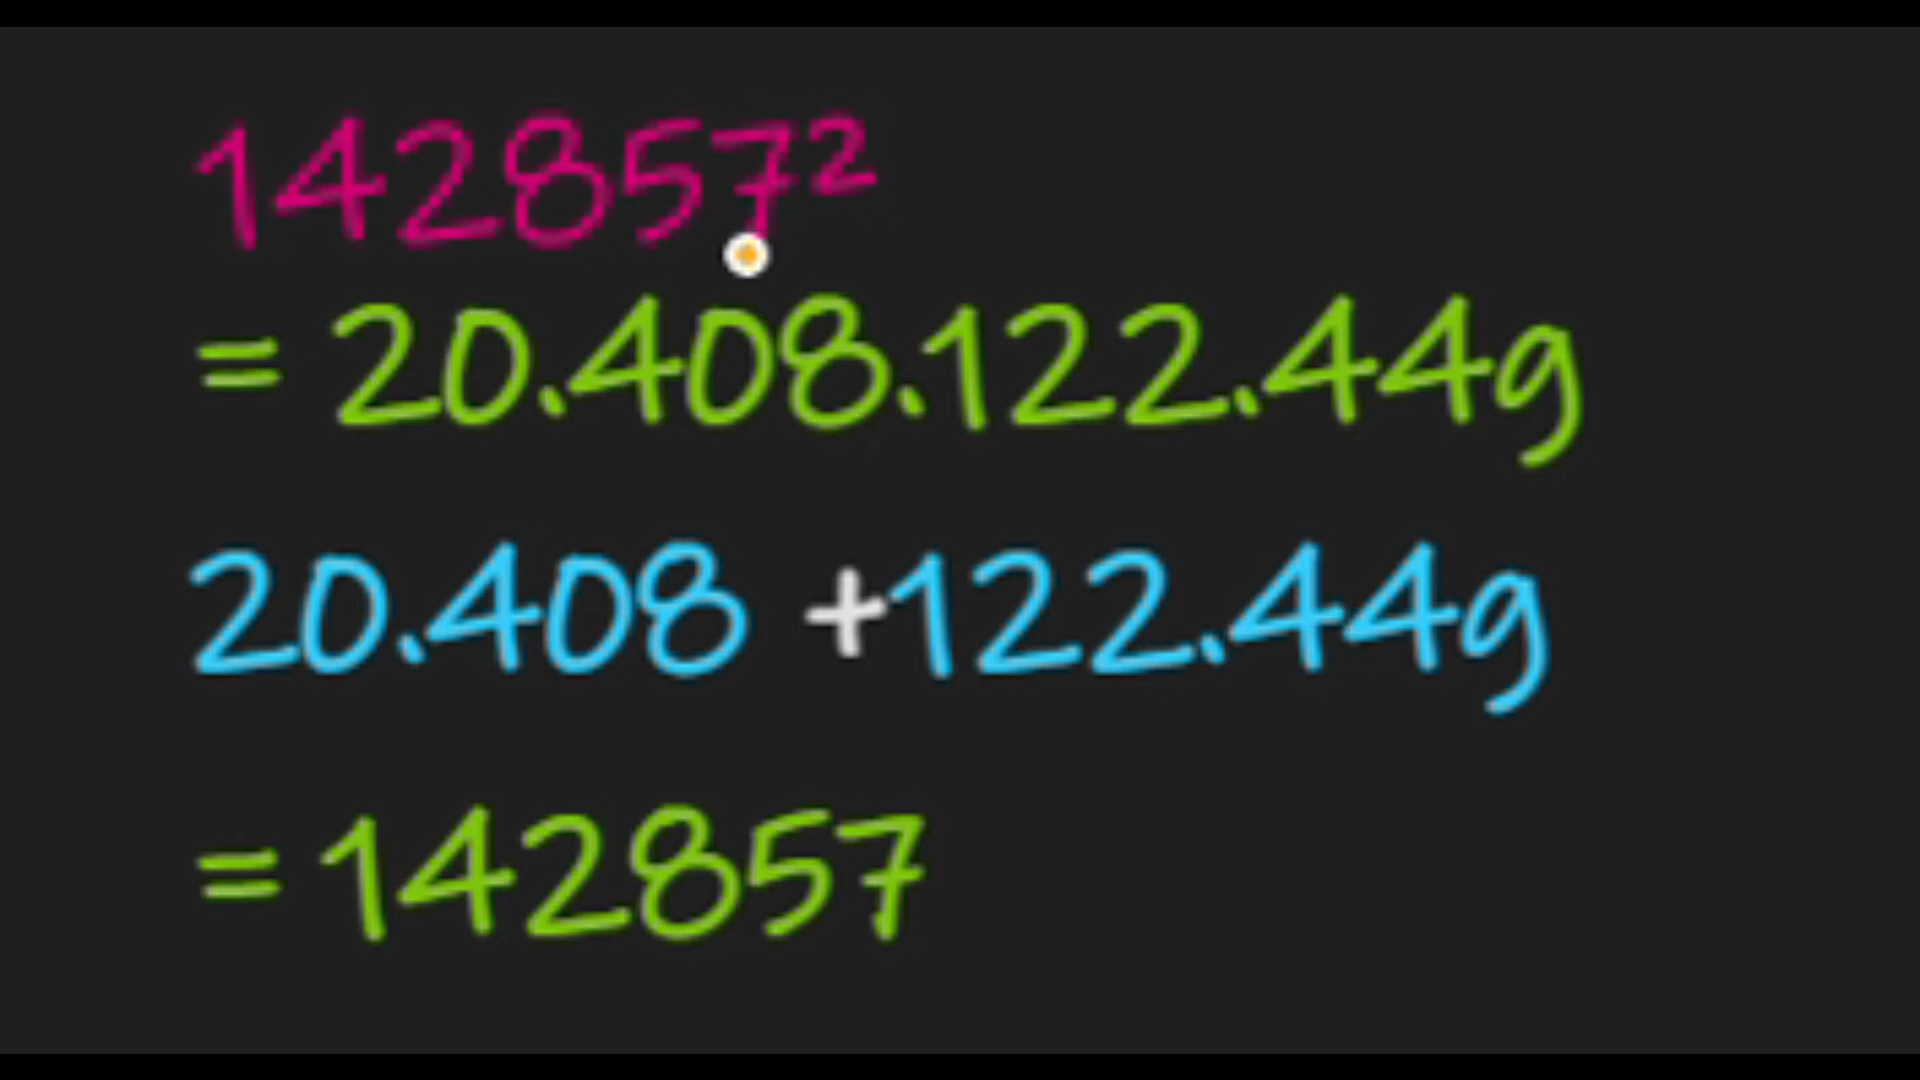 142857²
= 20.408.122.449
20.408 +122.449
= 142857